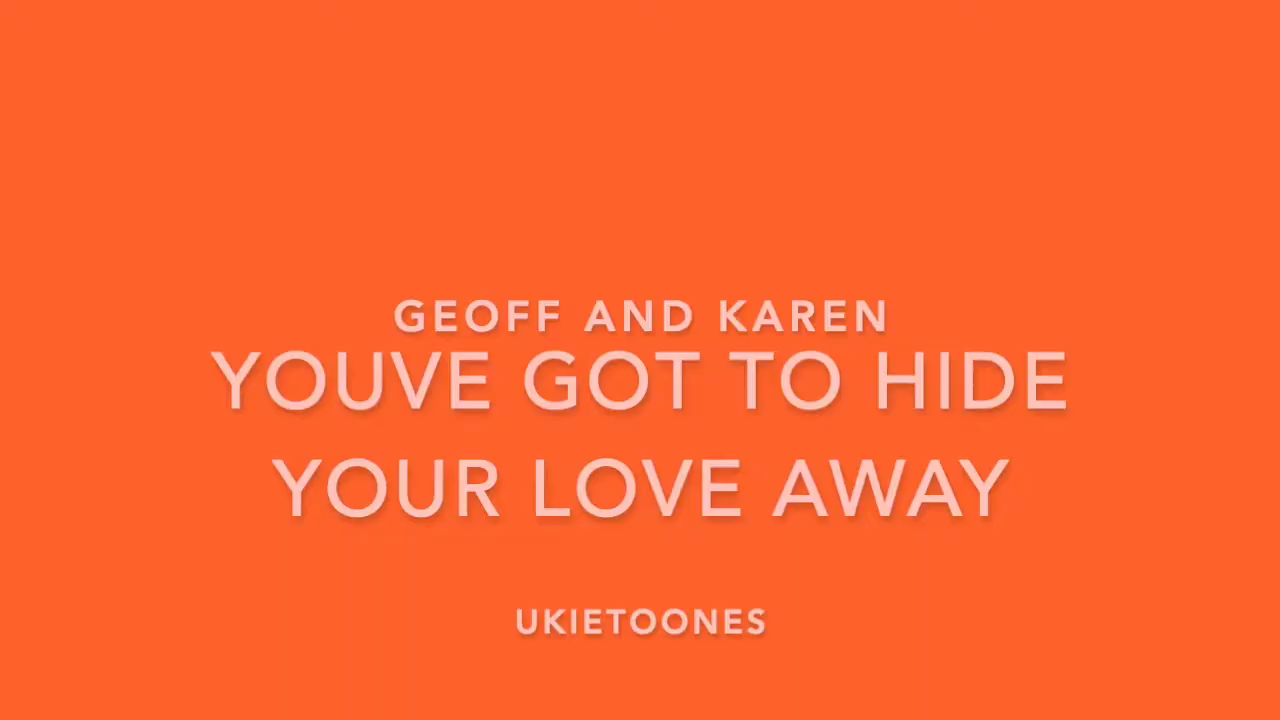 GEOFF AND KAREN
YOUVE GOT TO HIDE
YOUR LOVE AWAY
UKIETOONES